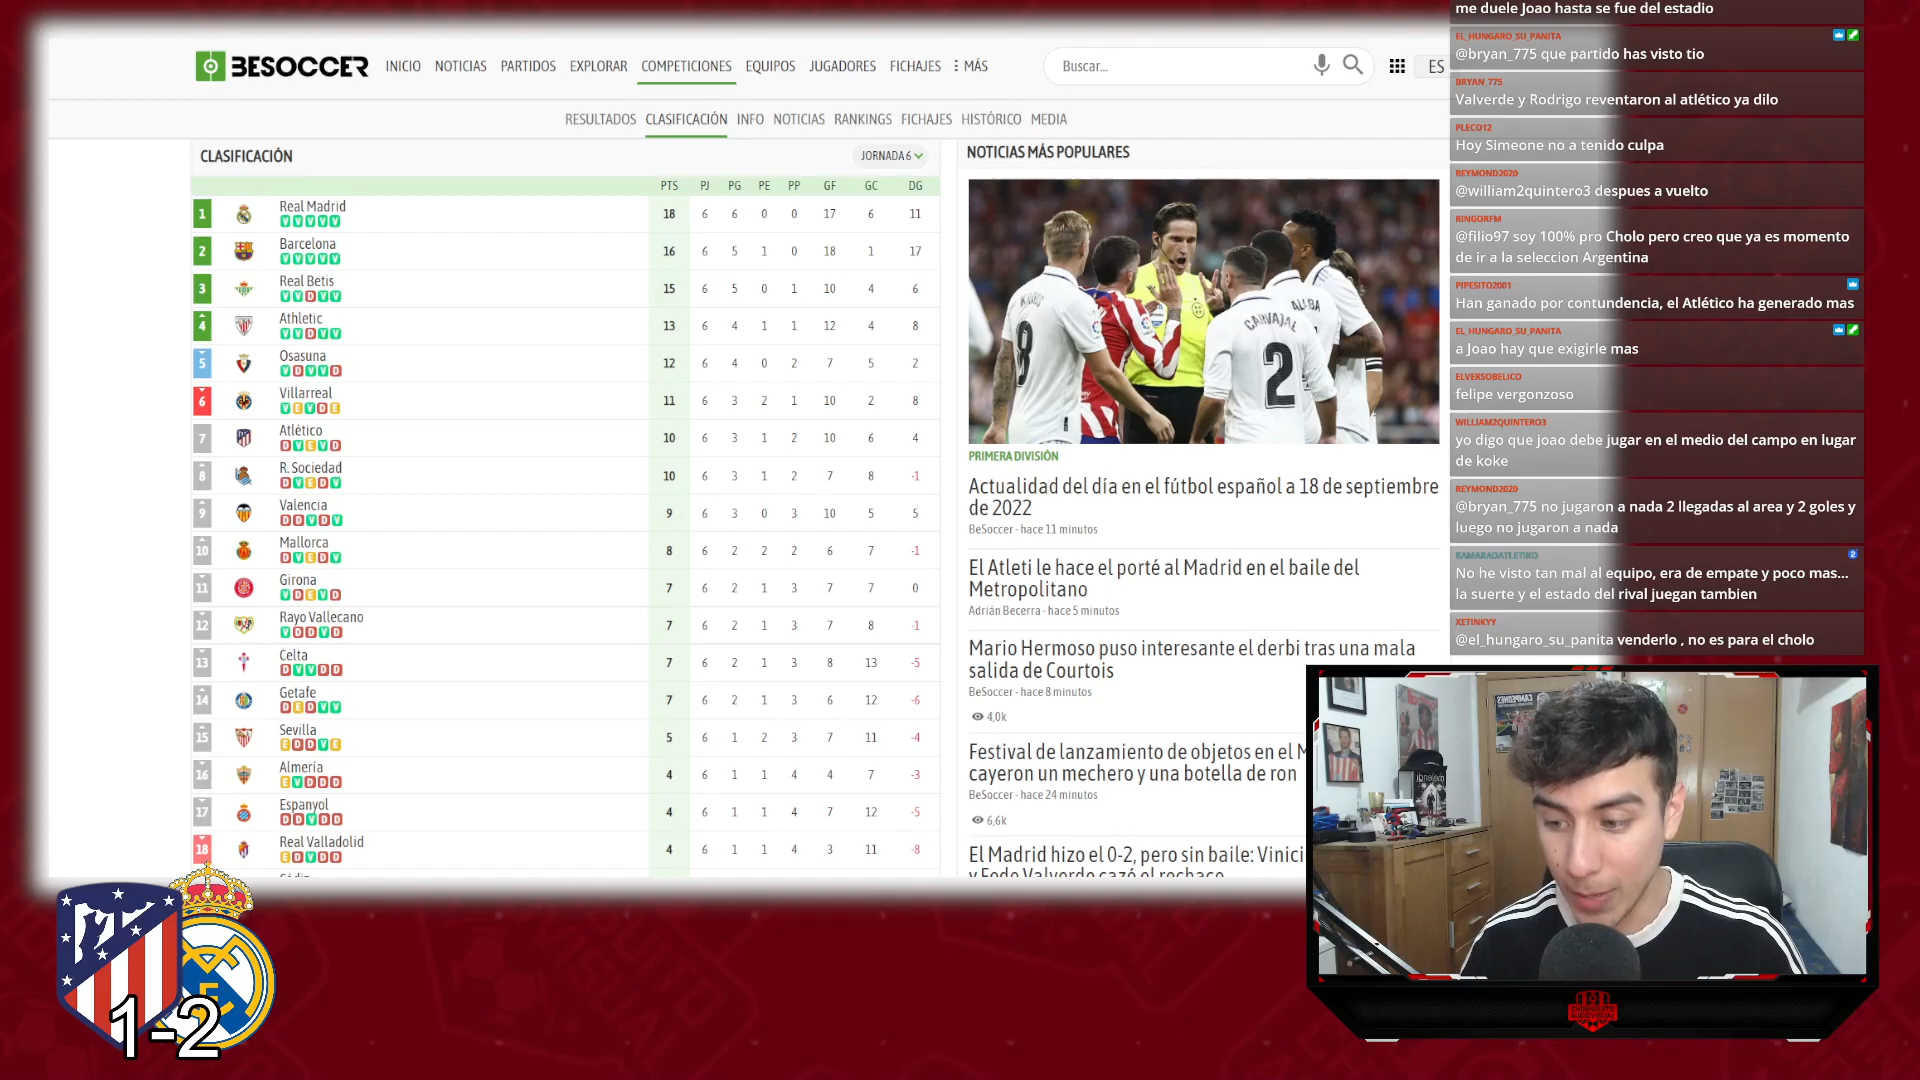 BESOCCER INICIO NOTICIAS PARTIDOS EXPLORAR COMPETICIONES EQUIPOS JUGADORES FICHAJES MÁS Buscar... ES
RESULTADOS CLASIFICACIÓN INFO NOTICIAS RANKINGS FICHAJES HISTÓRICO MEDIA
CLASIFICACIÓN JORNADA 6
PTS PJ PG PE PP GF GC DG
1 Real Madrid 18 6 6 0 0 17 6 11
V V V V V
2 Barcelona 16 6 5 1 0 18 1 17
V V V V V
3 Real Betis 15 6 5 0 1 10 4 6
V V D V V
4 Athletic 13 6 4 1 1 12 4 8
V V D V V
5 Osasuna 12 6 4 0 2 7 5 2
V D V V D
6 Villarreal 11 6 3 2 1 10 2 8
V E V D E
7 Atlético 10 6 3 1 2 10 6 4
D V E V D
8 R. Sociedad 10 6 3 1 2 7 8 -1
D V E D V
9 Valencia 9 6 3 0 3 10 5 5
D D V D V
10 Mallorca 8 6 2 2 2 6 7 -1
D V E D V
11 Girona 7 6 2 1 3 7 7 0
V D E V D
12 Rayo Vallecano 7 6 2 1 3 7 8 -1
V D D V D
13 Celta 7 6 2 1 3 8 13 -5
D V V D D
14 Getafe 7 6 2 1 3 6 12 -6
D E D V V
15 Sevilla 5 6 1 2 3 7 11 -4
E D D V E
16 Almería 4 6 1 1 4 4 7 -3
E V D D D
17 Espanyol 4 6 1 1 4 7 12 -5
D D V D D
18 Real Valladolid 4 6 1 1 4 3 11 -8
E D V D D
NOTICIAS MÁS POPULARES
KROOS
8
CARVAJAL
2
ALABA
PRIMERA DIVISIÓN
Actualidad del día en el fútbol español a 18 de septiembre
de 2022
BeSoccer - hace 11 minutos
El Atleti le hace el porté al Madrid en el baile del
Metropolitano
Adrián Becerra - hace 5 minutos
Mario Hermoso puso interesante el derbi tras una mala
salida de Courtois
BeSoccer - hace 8 minutos
4,0k
Festival de lanzamiento de objetos en el M
cayeron un mechero y una botella de ron
BeSoccer - hace 24 minutos
6,6k
El Madrid hizo el 0-2, pero sin baile: Vinici
y Fede Valverde cazó el rechace
me duele Joao hasta se fue del estadio
EL_HUNGARO_SU_PANITA
@bryan_775 que partido has visto tio
BRYAN_775
Valverde y Rodrigo reventaron al atlético ya dilo
PLECO12
Hoy Simeone no a tenido culpa
REYMOND2020
@william2quintero3 despues a vuelto
RINGORFM
@filio97 soy 100% pro Cholo pero creo que ya es momento
de ir a la seleccion Argentina
PIPESITO2001
Han ganado por contundencia, el Atlético ha generado mas
EL_HUNGARO_SU_PANITA
a Joao hay que exigirle mas
ELVERSOBELICO
felipe vergonzoso
WILLIAM2QUINTERO3
yo digo que joao debe jugar en el medio del campo en lugar
de koke
REYMOND2020
@bryan_775 no jugaron a nada 2 llegadas al area y 2 goles y
luego no jugaron a nada
KAMARADATLETIKO 2
No he visto tan mal al equipo, era de empate y poco mas...
la suerte y el estado del rival juegan tambien
XETINKYY
@el_hungaro_su_panita venderlo , no es para el cholo
1-2